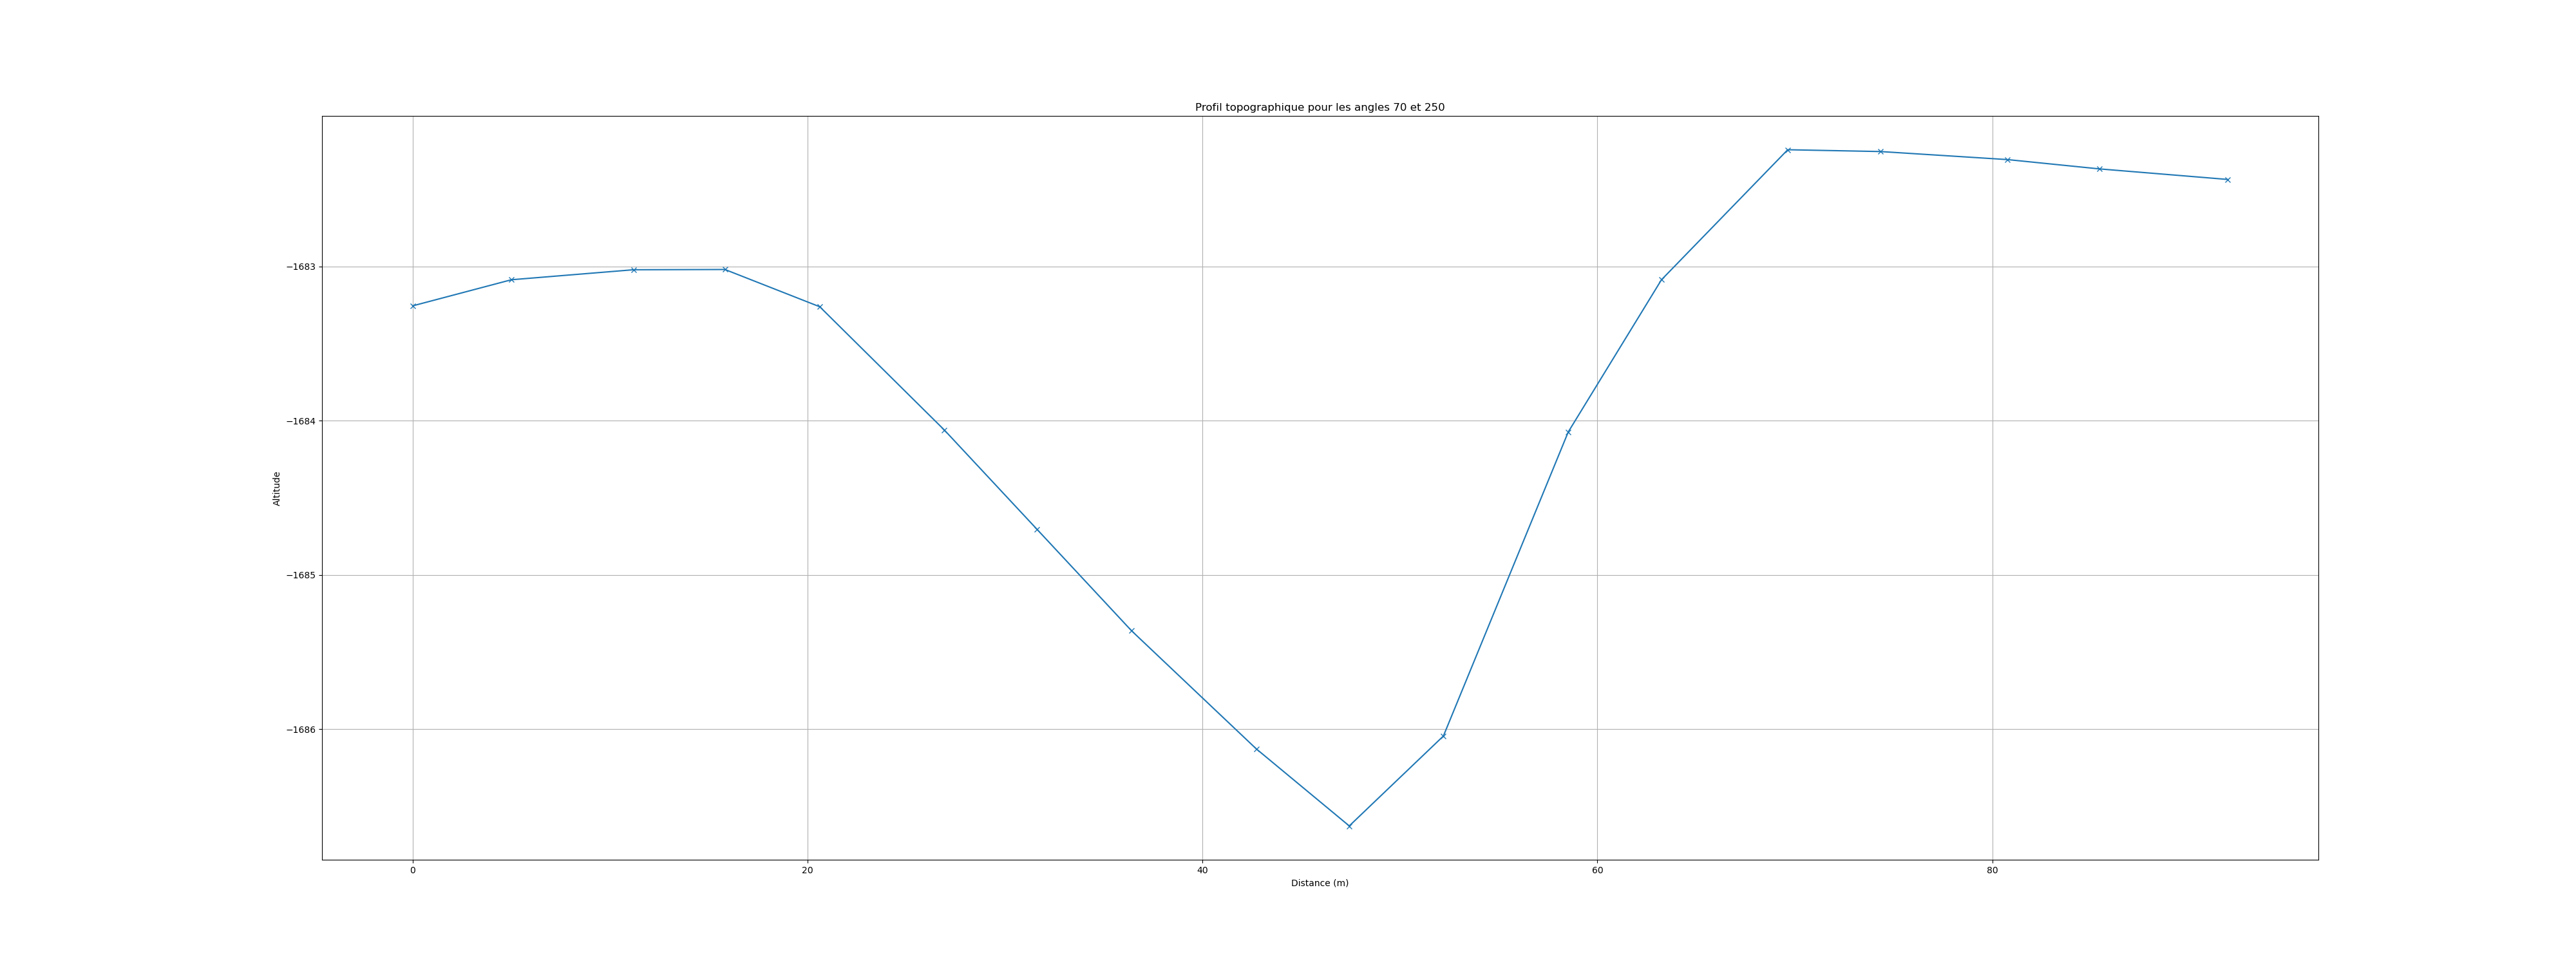 Profil topographique pour les angles 70 et 250
−1683
−1684
−1685
−1686
Altitude
0 20 40 60 80
Distance (m)